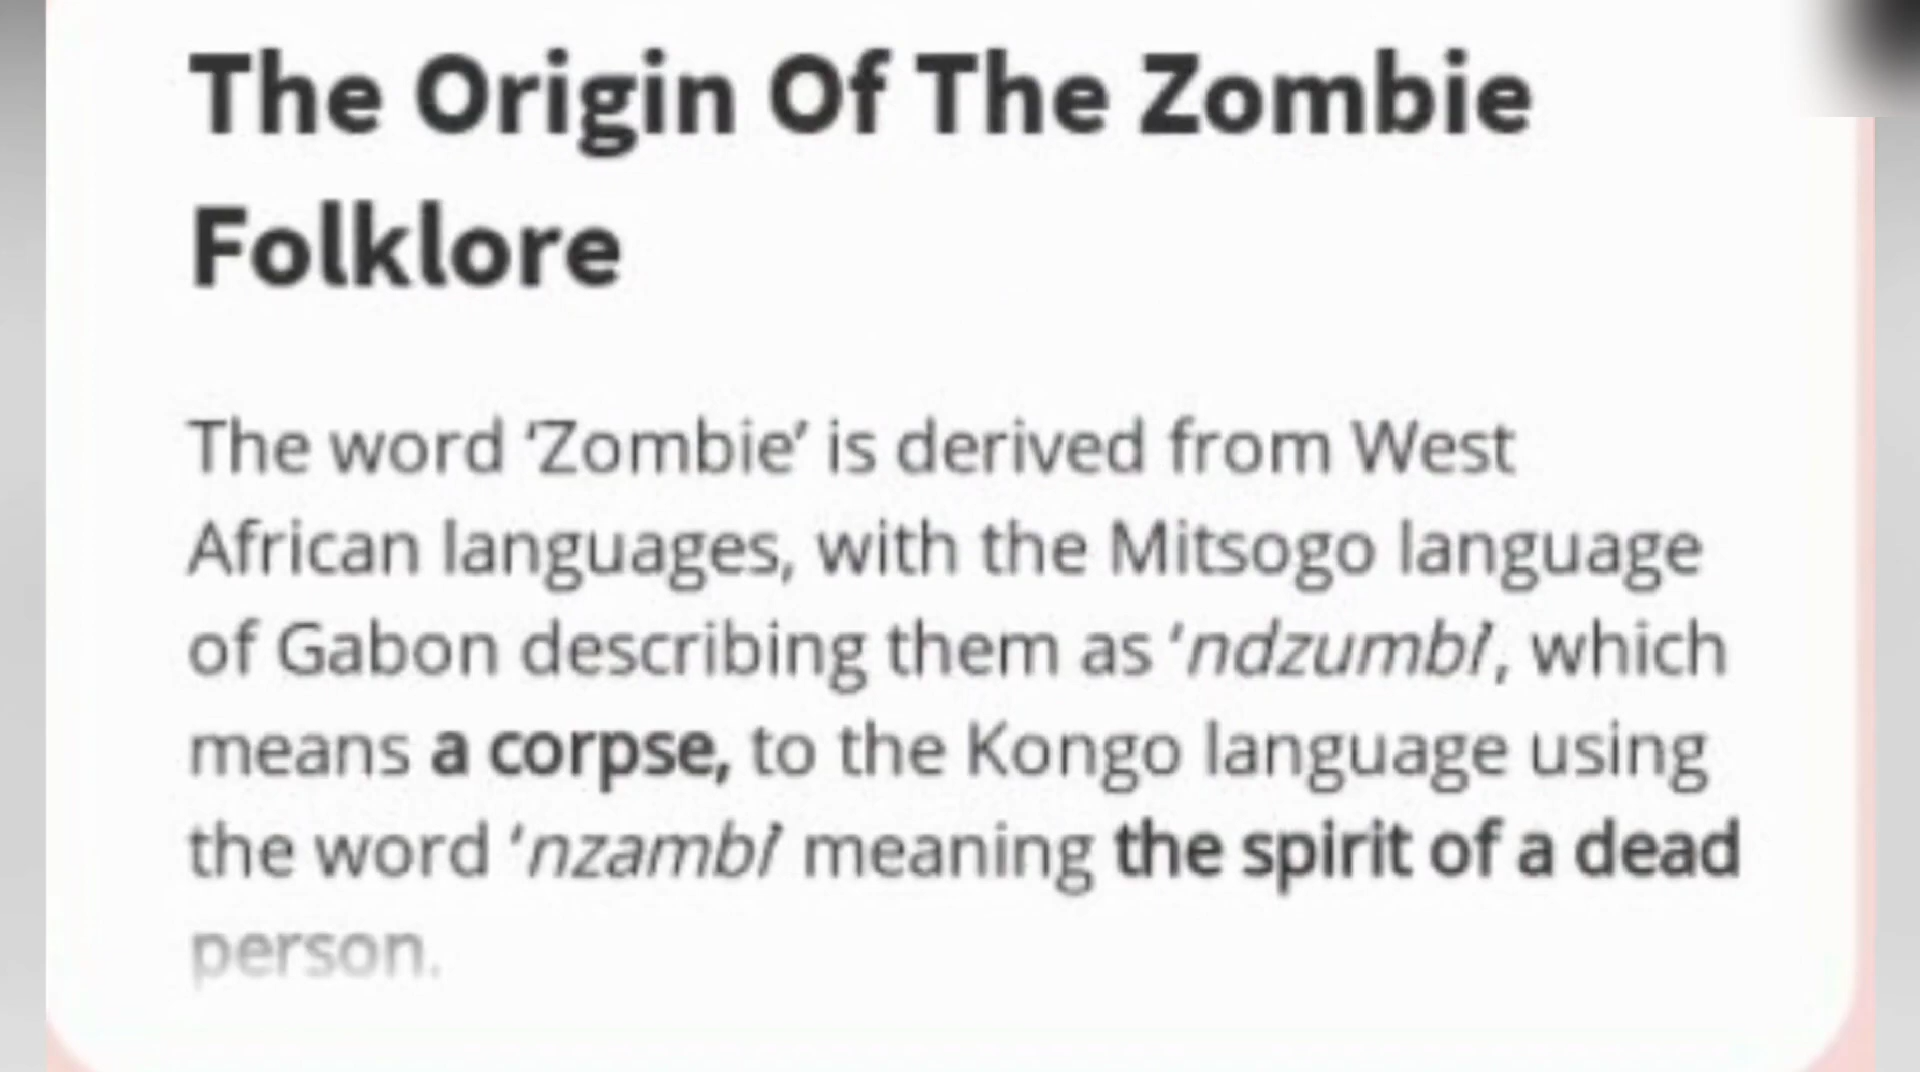 The Origin Of The Zombie
Folklore
The word ‘Zombie’ is derived from West
African languages, with the Mitsogo language
of Gabon describing them as ‘ndzumbi’, which
means a corpse, to the Kongo language using
the word ‘nzambi’ meaning the spirit of a dead
person.